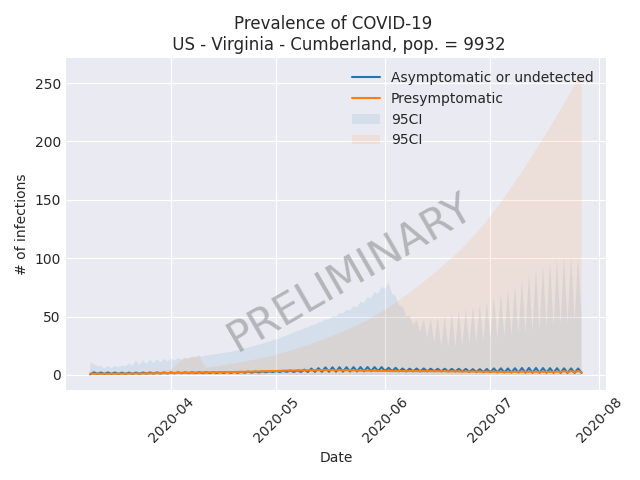 Prevalence of COVID-19
US - Virginia - Cumberland, pop. = 9932
250
200
150
100
50
0
# of infections
Asymptomatic or undetected
Presymptomatic
95CI
95CI
PRELIMINARY
2020-04
2020-05
2020-06
2020-07
2020-08
Date